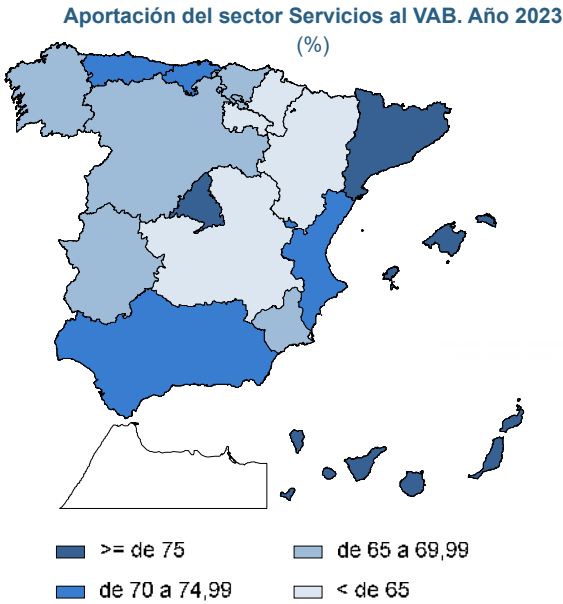 Aportación del sector Servicios al VAB. Año 2023
(%)
>= de 75
de 65 a 69,99
de 70 a 74,99
< de 65